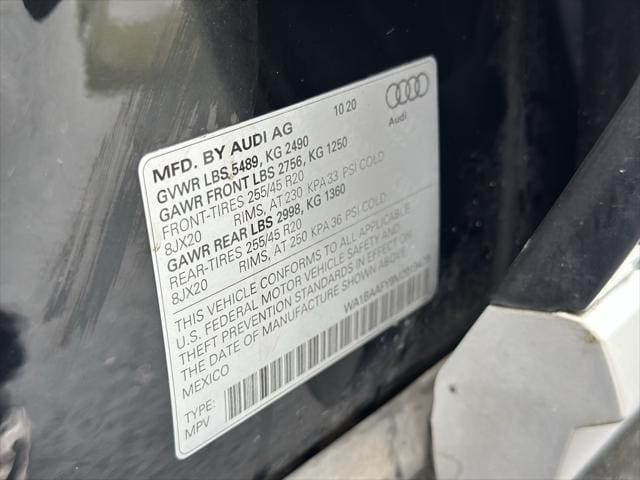 10 20
Audi
MFD. BY AUDI AG
GVWR LBS 5489, KG 2490
GAWR FRONT LBS 2756, KG 1250
FRONT-TIRES 255/45 R20
8JX20 RIMS, AT 230 KPA 33 PSI COLD
GAWR REAR LBS 2998, KG 1360
REAR-TIRES 255/45 R20
8JX20 RIMS, AT 250 KPA 36 PSI COLD
THIS VEHICLE CONFORMS TO ALL APPLICABLE
U.S. FEDERAL MOTOR VEHICLE SAFETY AND
THEFT PREVENTION STANDARDS IN EFFECT ON
THE DATE OF MANUFACTURE SHOWN ABOVE.
MEXICO
TYPE:
MPV